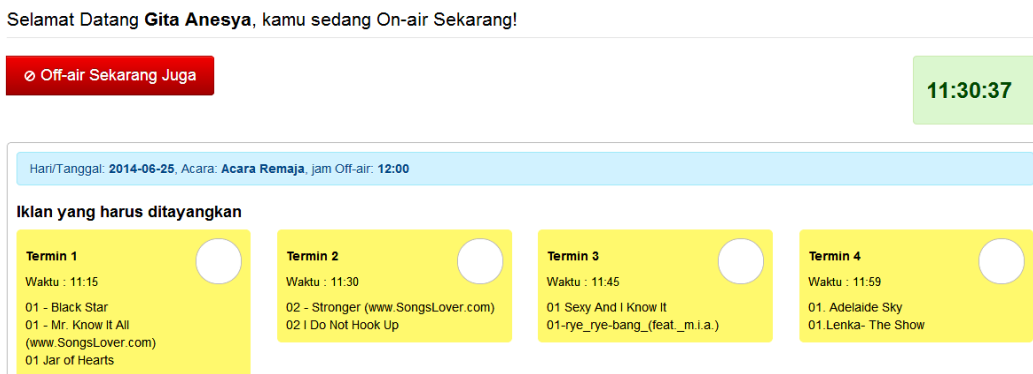 Selamat Datang Gita Anesya, kamu sedang On-air Sekarang!
Off-air Sekarang Juga
11:30:37
Hari/Tanggal: 2014-06-25, Acara: Acara Remaja, jam Off-air: 12:00
Iklan yang harus ditayangkan
Termin 1
Waktu : 11:15
01 - Black Star
01 - Mr. Know It All
(www.SongsLover.com)
01 Jar of Hearts
Termin 2
Waktu : 11:30
02 - Stronger (www.SongsLover.com)
02 I Do Not Hook Up
Termin 3
Waktu : 11:45
01 Sexy And I Know It
01-rye_rye-bang_(feat._m.i.a.)
Termin 4
Waktu : 11:59
01. Adelaide Sky
01.Lenka- The Show